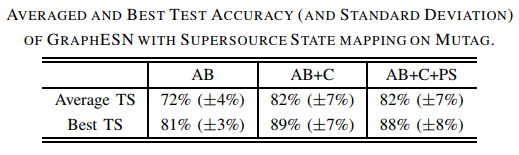 AVERAGED AND BEST TEST ACCURACY (AND STANDARD DEVIATION)
OF GRAPHESN WITH SUPERSOURCE STATE MAPPING ON MUTAG.
AB AB+C AB+C+PS
Average TS 72% (±4%) 82% (±7%) 82% (±7%)
Best TS 81% (±3%) 89% (±7%) 88% (±8%)